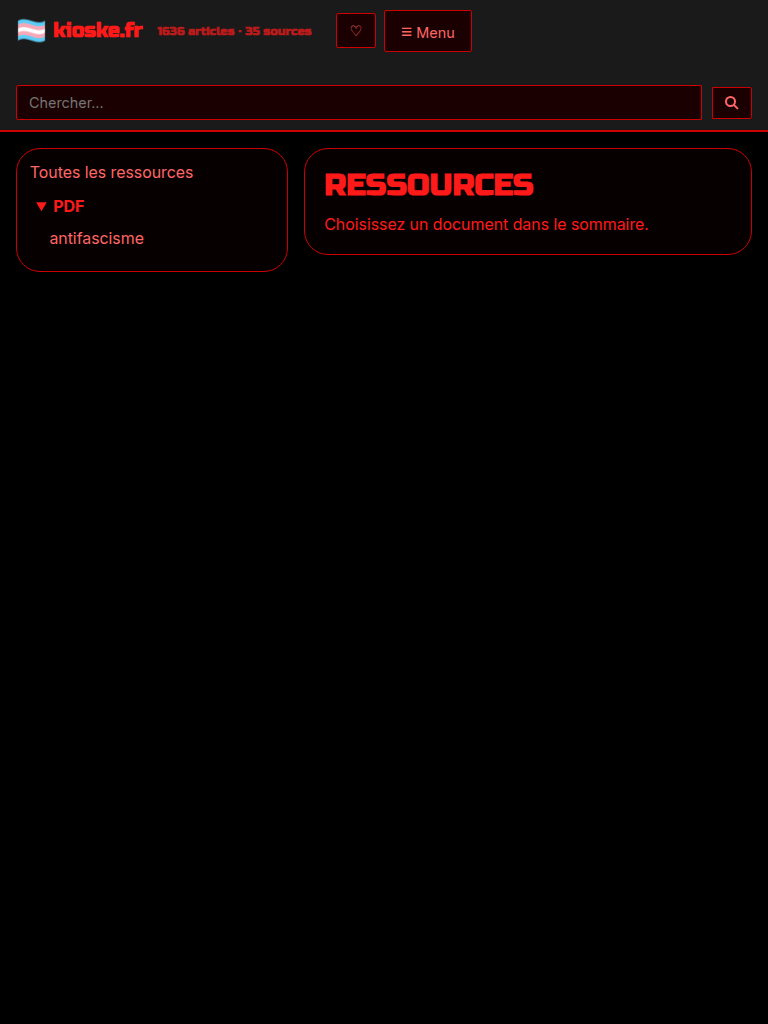 kioske.fr 1636 articles · 35 sources ♡ ≡ Menu
Chercher...
Toutes les ressources
▼ PDF
antifascisme
RESSOURCES
Choisissez un document dans le sommaire.